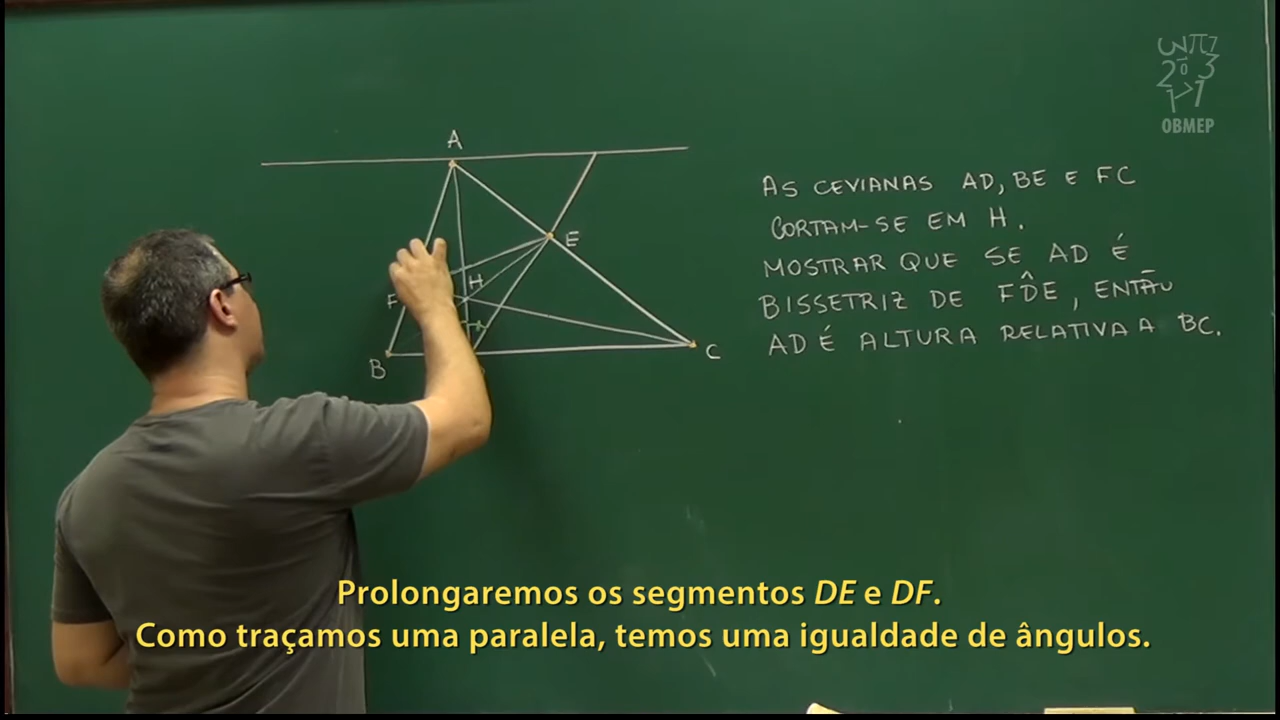 A
AS CEVIANAS AD, BE E FC
CORTAM-SE EM H.
MOSTRAR QUE SE AD É
BISSETRIZ DE FD̂E, ENTÃO
AD É ALTURA RELATIVA A BC.
E
H
F
B
C
OBMEP
Prolongaremos os segmentos DE e DF.
Como traçamos uma paralela, temos uma igualdade de ângulos.